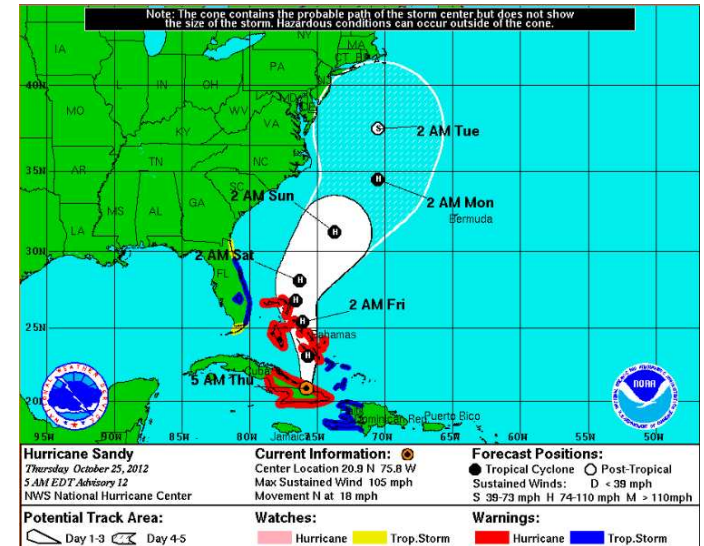 Note: The cone contains the probable path of the storm center but does not show
the size of the storm. Hazardous conditions can occur outside of the cone.
NY
MA
CT
IA
PA
40N
IL
IN
OH
MD
MO
WV
VA
KY
2 AM Tue
S
35N
TN
NC
AR
SC
2 AM Sun
H
2 AM Mon
MS
AL
GA
Bermuda
LA
H
30N
2 AM Sat
FL
H
H
2 AM Fri
25N
H
Bahamas
H
5 AM Thu
Cuba
NOAA
20N
Dominican Rep
Puerto Rico
Jamaica
95W
90W
85W
80W
75W
70W
65W
60W
55W
50W
Hurricane Sandy
Thursday October 25, 2012
5 AM EDT Advisory 12
NWS National Hurricane Center
Current Information:
Center Location 20.9 N 75.8 W
Max Sustained Wind 105 mph
Movement N at 18 mph
Forecast Positions:
Tropical Cyclone Post-Tropical
Sustained Winds: D < 39 mph
S 39-73 mph H 74-110 mph M > 110mph
Potential Track Area:
Day 1-3 Day 4-5
Watches:
Hurricane Trop.Storm
Warnings:
Hurricane Trop.Storm